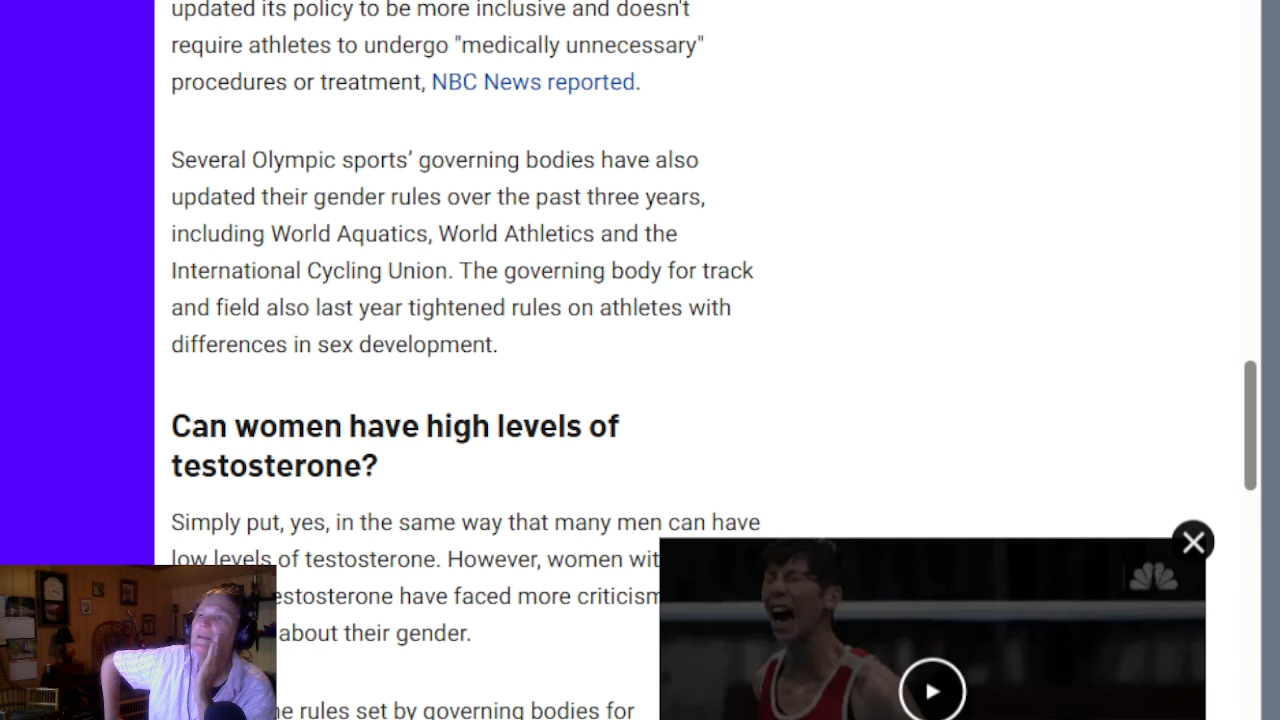 updated its policy to be more inclusive and doesn't
require athletes to undergo "medically unnecessary"
procedures or treatment, NBC News reported.
Several Olympic sports’ governing bodies have also
updated their gender rules over the past three years,
including World Aquatics, World Athletics and the
International Cycling Union. The governing body for track
and field also last year tightened rules on athletes with
differences in sex development.
Can women have high levels of
testosterone?
Simply put, yes, in the same way that many men can have
low levels of testosterone. However, women
testosterone have faced more criticism
about their gender.
rules set by governing bodies for